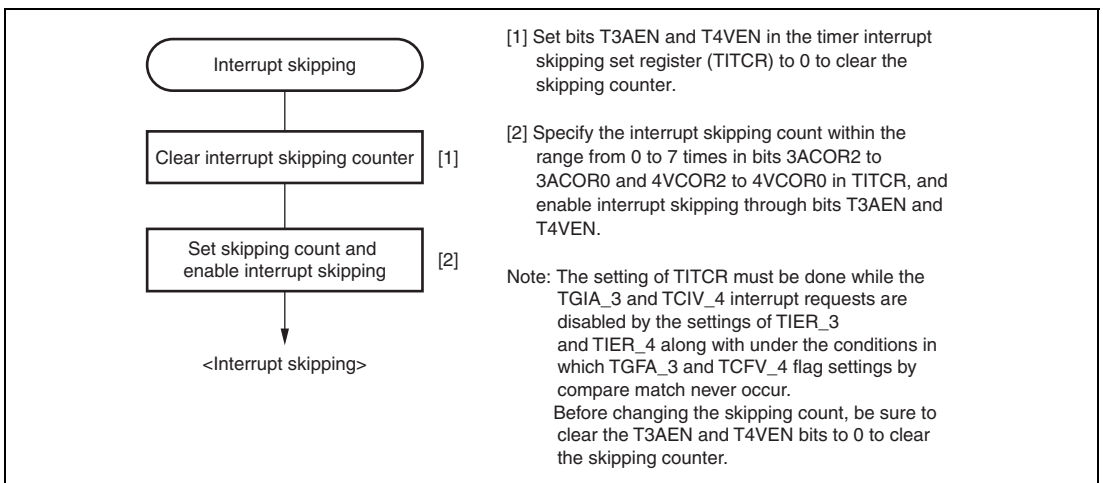 Interrupt skipping
Clear interrupt skipping counter
[1]
Set skipping count and
enable interrupt skipping
[2]
<Interrupt skipping>
[1] Set bits T3AEN and T4VEN in the timer interrupt
skipping set register (TITCR) to 0 to clear the
skipping counter.
[2] Specify the interrupt skipping count within the
range from 0 to 7 times in bits 3ACOR2 to
3ACOR0 and 4VCOR2 to 4VCOR0 in TITCR, and
enable interrupt skipping through bits T3AEN and
T4VEN.
Note: The setting of TITCR must be done while the
TGIA_3 and TCIV_4 interrupt requests are
disabled by the settings of TIER_3
and TIER_4 along with under the conditions in
which TGFA_3 and TCFV_4 flag settings by
compare match never occur.
Before changing the skipping count, be sure to
clear the T3AEN and T4VEN bits to 0 to clear
the skipping counter.